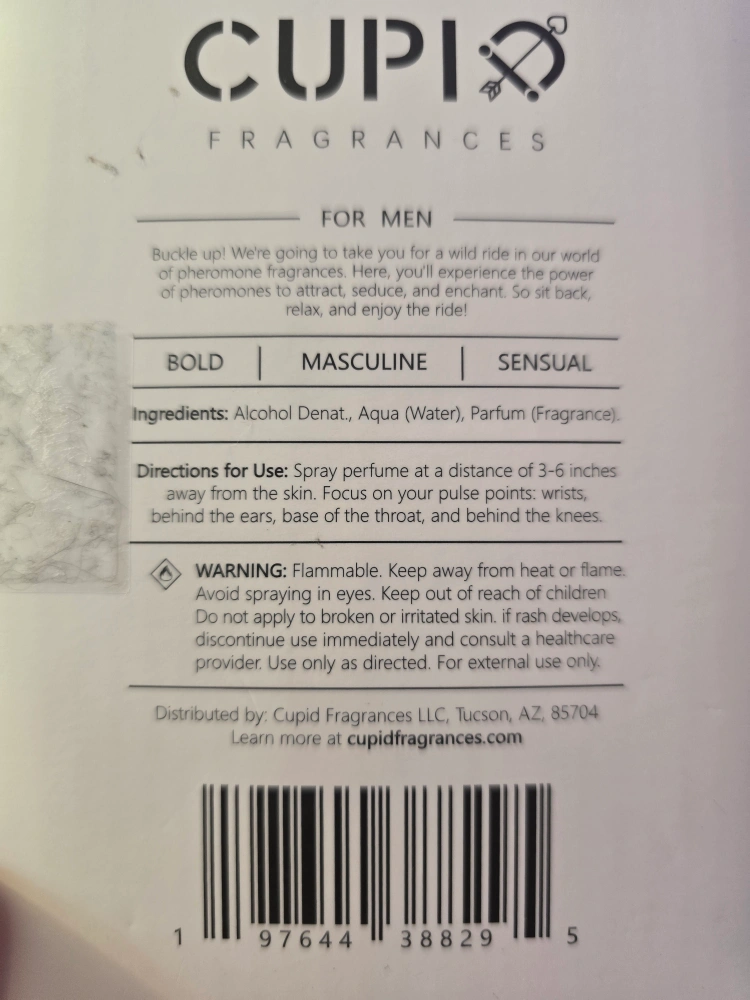 CUPID
FRAGRANCES
FOR MEN
Buckle up! We're going to take you for a wild ride in our world
of pheromone fragrances. Here, you'll experience the power
of pheromones to attract, seduce, and enchant. So sit back,
relax, and enjoy the ride!
BOLD | MASCULINE | SENSUAL
Ingredients: Alcohol Denat., Aqua (Water), Parfum (Fragrance).
Directions for Use: Spray perfume at a distance of 3-6 inches
away from the skin. Focus on your pulse points: wrists,
behind the ears, base of the throat, and behind the knees.
WARNING: Flammable. Keep away from heat or flame.
Avoid spraying in eyes. Keep out of reach of children
Do not apply to broken or irritated skin. if rash develops,
discontinue use immediately and consult a healthcare
provider. Use only as directed. For external use only.
Distributed by: Cupid Fragrances LLC, Tucson, AZ, 85704
Learn more at cupidfragrances.com
1 97644 38829 5